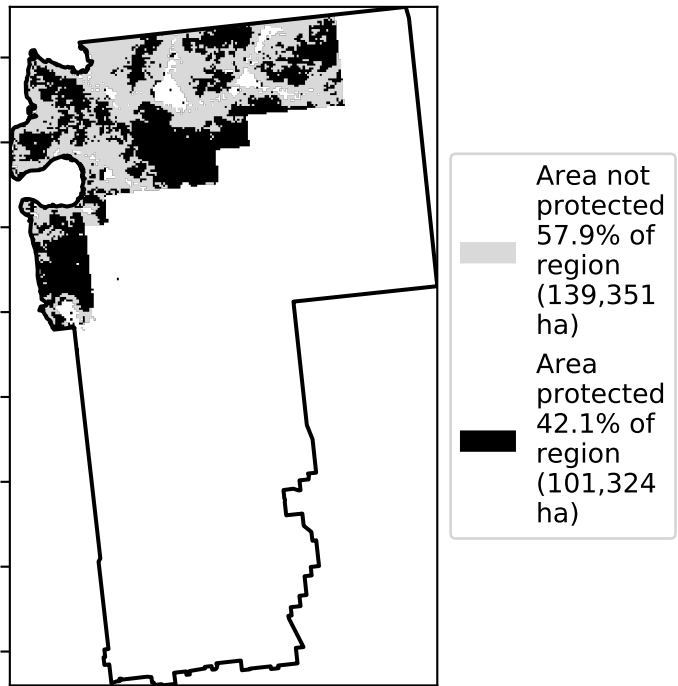 Area not
protected
57.9% of
region
(139,351
ha)
Area
protected
42.1% of
region
(101,324
ha)